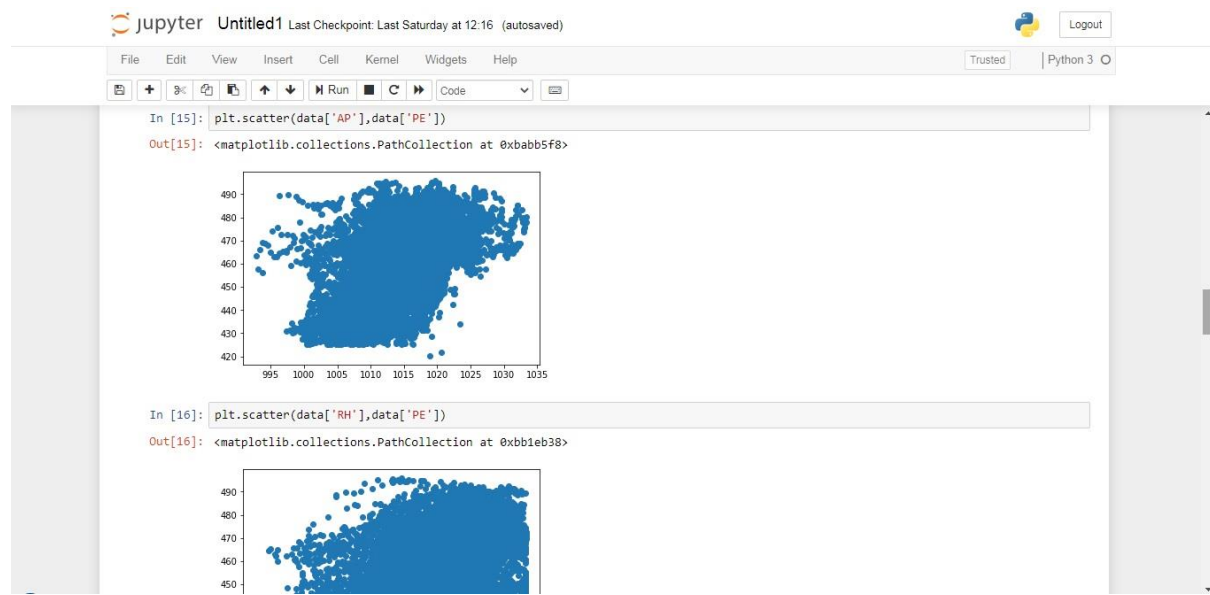 jupyter Untitled1 Last Checkpoint: Last Saturday at 12:16 (autosaved)
Logout
File Edit View Insert Cell Kernel Widgets Help
Trusted
Python 3
Run
Code
In [15]: plt.scatter(data['AP'],data['PE'])
Out[15]: <matplotlib.collections.PathCollection at 0xbabb5f8>
490
480
470
460
450
440
430
420
995 1000 1005 1010 1015 1020 1025 1030 1035
In [16]: plt.scatter(data['RH'],data['PE'])
Out[16]: <matplotlib.collections.PathCollection at 0xbb1eb38>
490
480
470
460
450